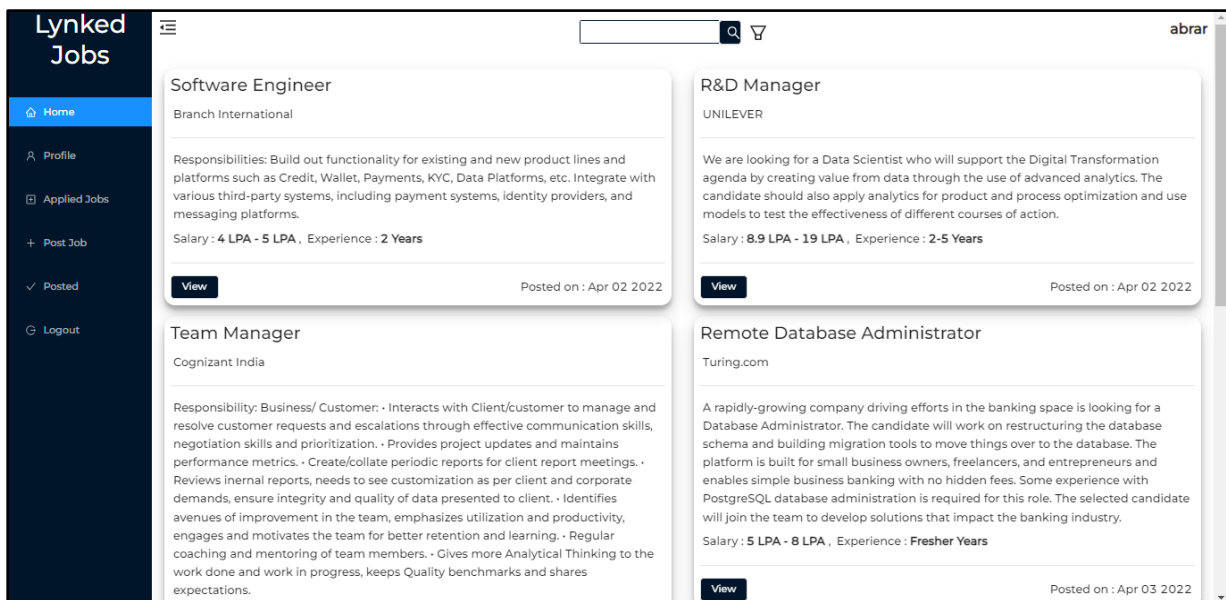 Lynked
Jobs
Home
Profile
Applied Jobs
Post Job
Posted
Logout
abrar
Software Engineer
Branch International
Responsibilities: Build out functionality for existing and new product lines and
platforms such as Credit, Wallet, Payments, KYC, Data Platforms, etc. Integrate with
various third-party systems, including payment systems, identity providers, and
messaging platforms.
Salary : 4 LPA - 5 LPA , Experience : 2 Years
View
Posted on : Apr 02 2022
R&D Manager
UNILEVER
We are looking for a Data Scientist who will support the Digital Transformation
agenda by creating value from data through the use of advanced analytics. The
candidate should also apply analytics for product and process optimization and use
models to test the effectiveness of different courses of action.
Salary : 8.9 LPA - 19 LPA , Experience : 2-5 Years
View
Posted on : Apr 02 2022
Team Manager
Cognizant India
Responsibility: Business/ Customer: • Interacts with Client/customer to manage and
resolve customer requests and escalations through effective communication skills,
negotiation skills and prioritization. • Provides project updates and maintains
performance metrics. • Create/collate periodic reports for client report meetings. •
Reviews inernal reports, needs to see customization as per client and corporate
demands, ensure integrity and quality of data presented to client. • Identifies
avenues of improvement in the team, emphasizes utilization and productivity,
engages and motivates the team for better retention and learning. • Regular
coaching and mentoring of team members. • Gives more Analytical Thinking to the
work done and work in progress, keeps Quality benchmarks and shares
expectations.
Remote Database Administrator
Turing.com
A rapidly-growing company driving efforts in the banking space is looking for a
Database Administrator. The candidate will work on restructuring the database
schema and building migration tools to move things over to the database. The
platform is built for small business owners, freelancers, and entrepreneurs and
enables simple business banking with no hidden fees. Some experience with
PostgreSQL database administration is required for this role. The selected candidate
will join the team to develop solutions that impact the banking industry.
Salary : 5 LPA - 8 LPA , Experience : Fresher Years
View
Posted on : Apr 03 2022